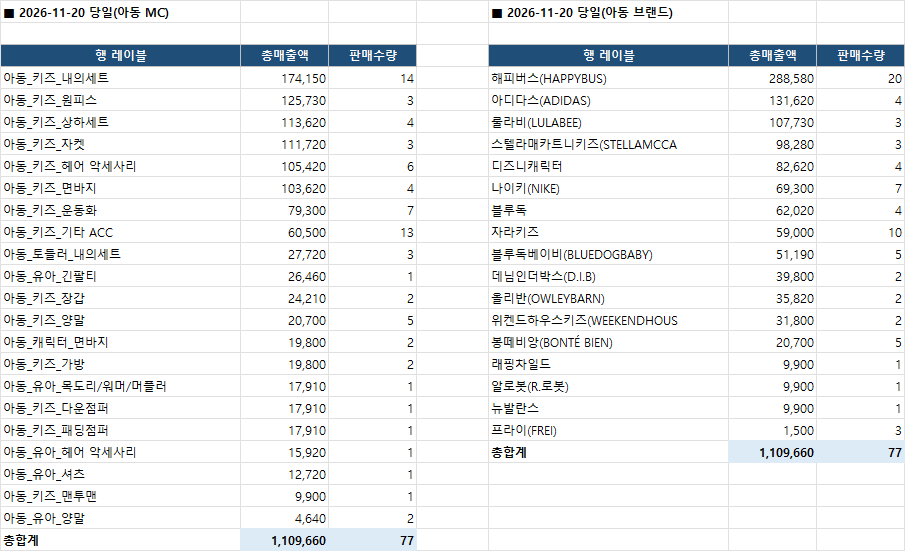 ■ 2026-11-20 당일(아동 MC)
행 레이블 총매출액 판매수량
아동_키즈_내의세트 174,150 14
아동_키즈_원피스 125,730 3
아동_키즈_상하세트 113,620 4
아동_키즈_자켓 111,720 3
아동_키즈_헤어 악세사리 105,420 6
아동_키즈_면바지 103,620 4
아동_키즈_운동화 79,300 7
아동_키즈_기타 ACC 60,500 13
아동_토들러_내의세트 27,720 3
아동_유아_긴팔티 26,460 1
아동_키즈_장갑 24,210 2
아동_키즈_양말 20,700 5
아동_캐릭터_면바지 19,800 2
아동_키즈_가방 19,800 2
아동_유아_목도리/워머/머플러 17,910 1
아동_키즈_다운점퍼 17,910 1
아동_키즈_패딩점퍼 17,910 1
아동_유아_헤어 악세사리 15,920 1
아동_유아_셔츠 12,720 1
아동_키즈_맨투맨 9,900 1
아동_유아_양말 4,640 2
총합계 1,109,660 77
■ 2026-11-20 당일(아동 브랜드)
행 레이블 총매출액 판매수량
해피버스(HAPPYBUS) 288,580 20
아디다스(ADIDAS) 131,620 4
룰라비(LULABEE) 107,730 3
스텔라매카트니키즈(STELLAMCCA 98,280 3
디즈니캐릭터 82,620 4
나이키(NIKE) 69,300 7
블루독 62,020 4
자라키즈 59,000 10
블루독베이비(BLUEDOGBABY) 51,190 5
데님인더박스(D.I.B) 39,800 2
올리반(OWLEYBARN) 35,820 2
위켄드하우스키즈(WEEKENDHOUS 31,800 2
봉떼비앙(BONTÉ BIEN) 20,700 5
래핑차일드 9,900 1
알로봇(R.로봇) 9,900 1
뉴발란스 9,900 1
프라이(FREI) 1,500 3
총합계 1,109,660 77